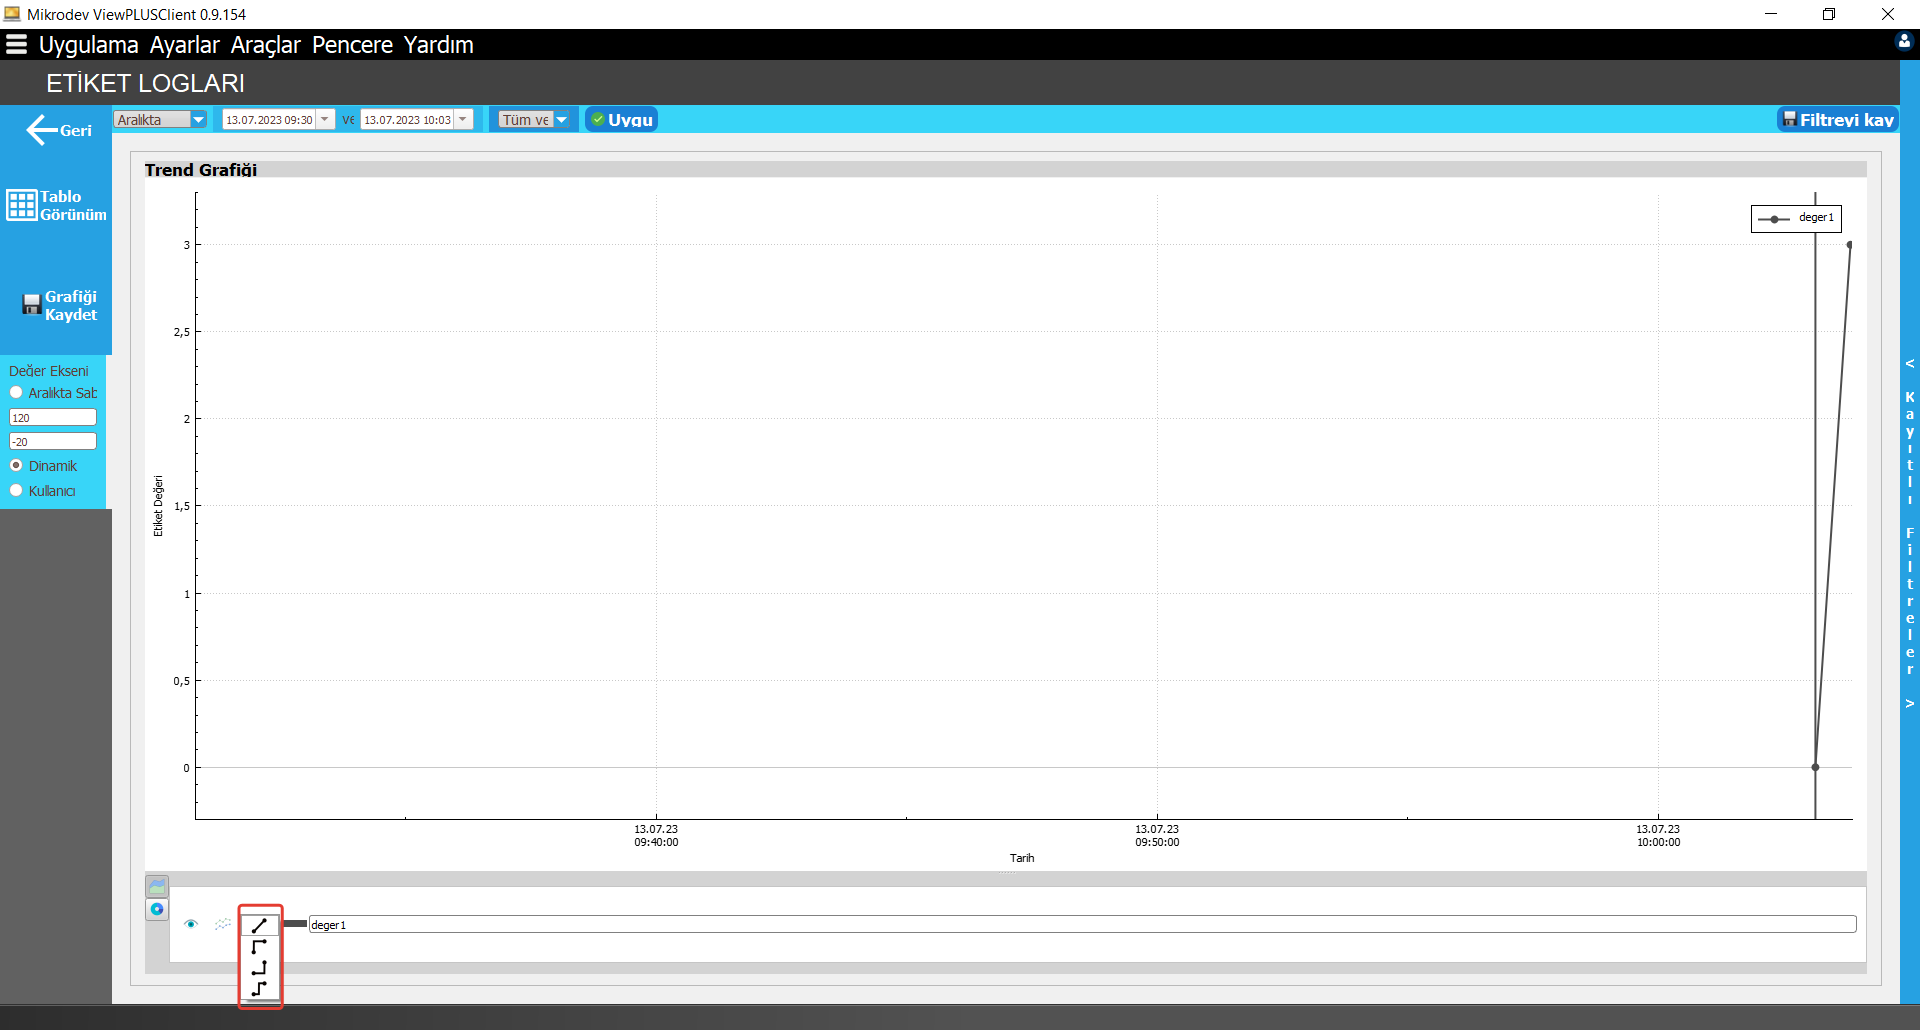 Mikrodev ViewPLUSClient 0.9.154
Uygulama Ayarlar Araçlar Pencere Yardım
ETİKET LOGLARI
Geri
Aralıkta 13.07.2023 09:30 ve 13.07.2023 10:03 Tüm ve Uygu Filtreyi kay
Tablo
Görünüm
Grafiği
Kaydet
Değer Ekseni
Aralıkta Sab
120
-20
Dinamik
Kullanıcı
Trend Grafiği
deger1
3
2,5
2
1,5
1
0,5
0
Etiket Değeri
13.07.23
09:40:00
13.07.23
09:50:00
13.07.23
10:00:00
Tarih
deger1
< Kayıtlı Filtreler >